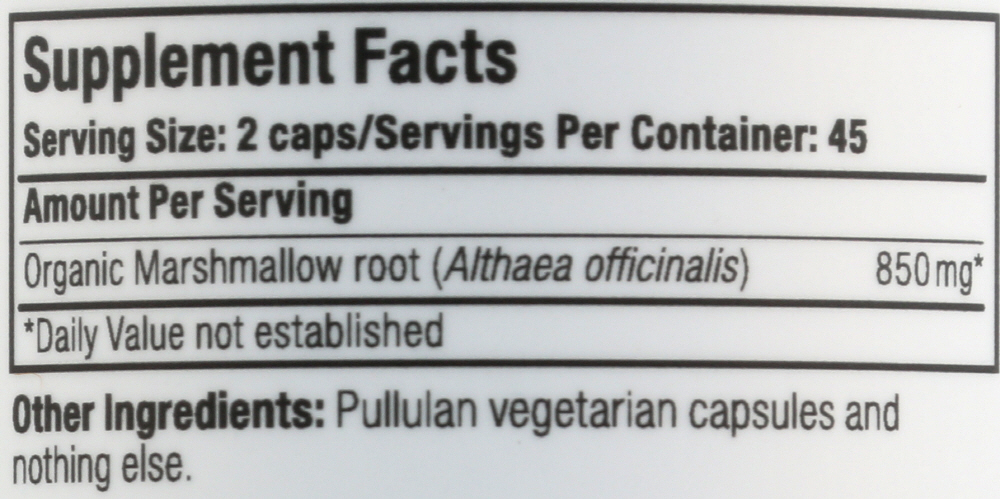 Supplement Facts
Serving Size: 2 caps/Servings Per Container: 45
Amount Per Serving
Organic Marshmallow root (Althaea officinalis) 850 mg*
*Daily Value not established
Other Ingredients: Pullulan vegetarian capsules and
nothing else.